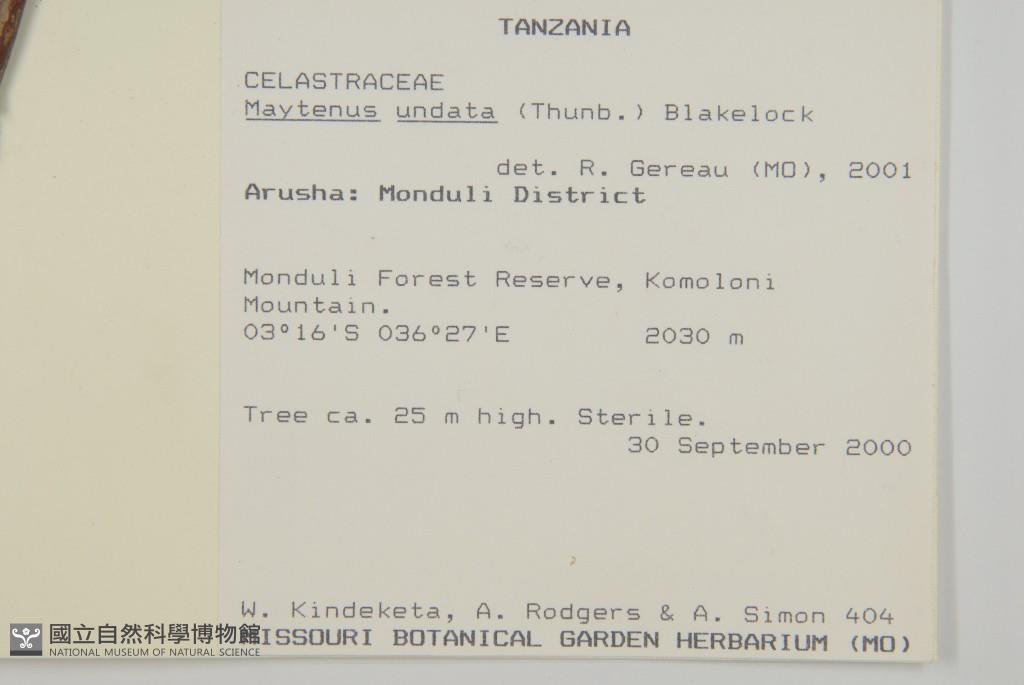 TANZANIA
CELASTRACEAE
Maytenus undata (Thunb.) Blakelock
det. R. Gereau (MO), 2001
Arusha: Monduli District
Monduli Forest Reserve, Komoloni
Mountain.
03°16'S 036°27'E 2030 m
Tree ca. 25 m high. Sterile.
30 September 2000
W. Kindeketa, A. Rodgers & A. Simon 404
MISSOURI BOTANICAL GARDEN HERBARIUM (MO)
國立自然科學博物館
NATIONAL MUSEUM OF NATURAL SCIENCE